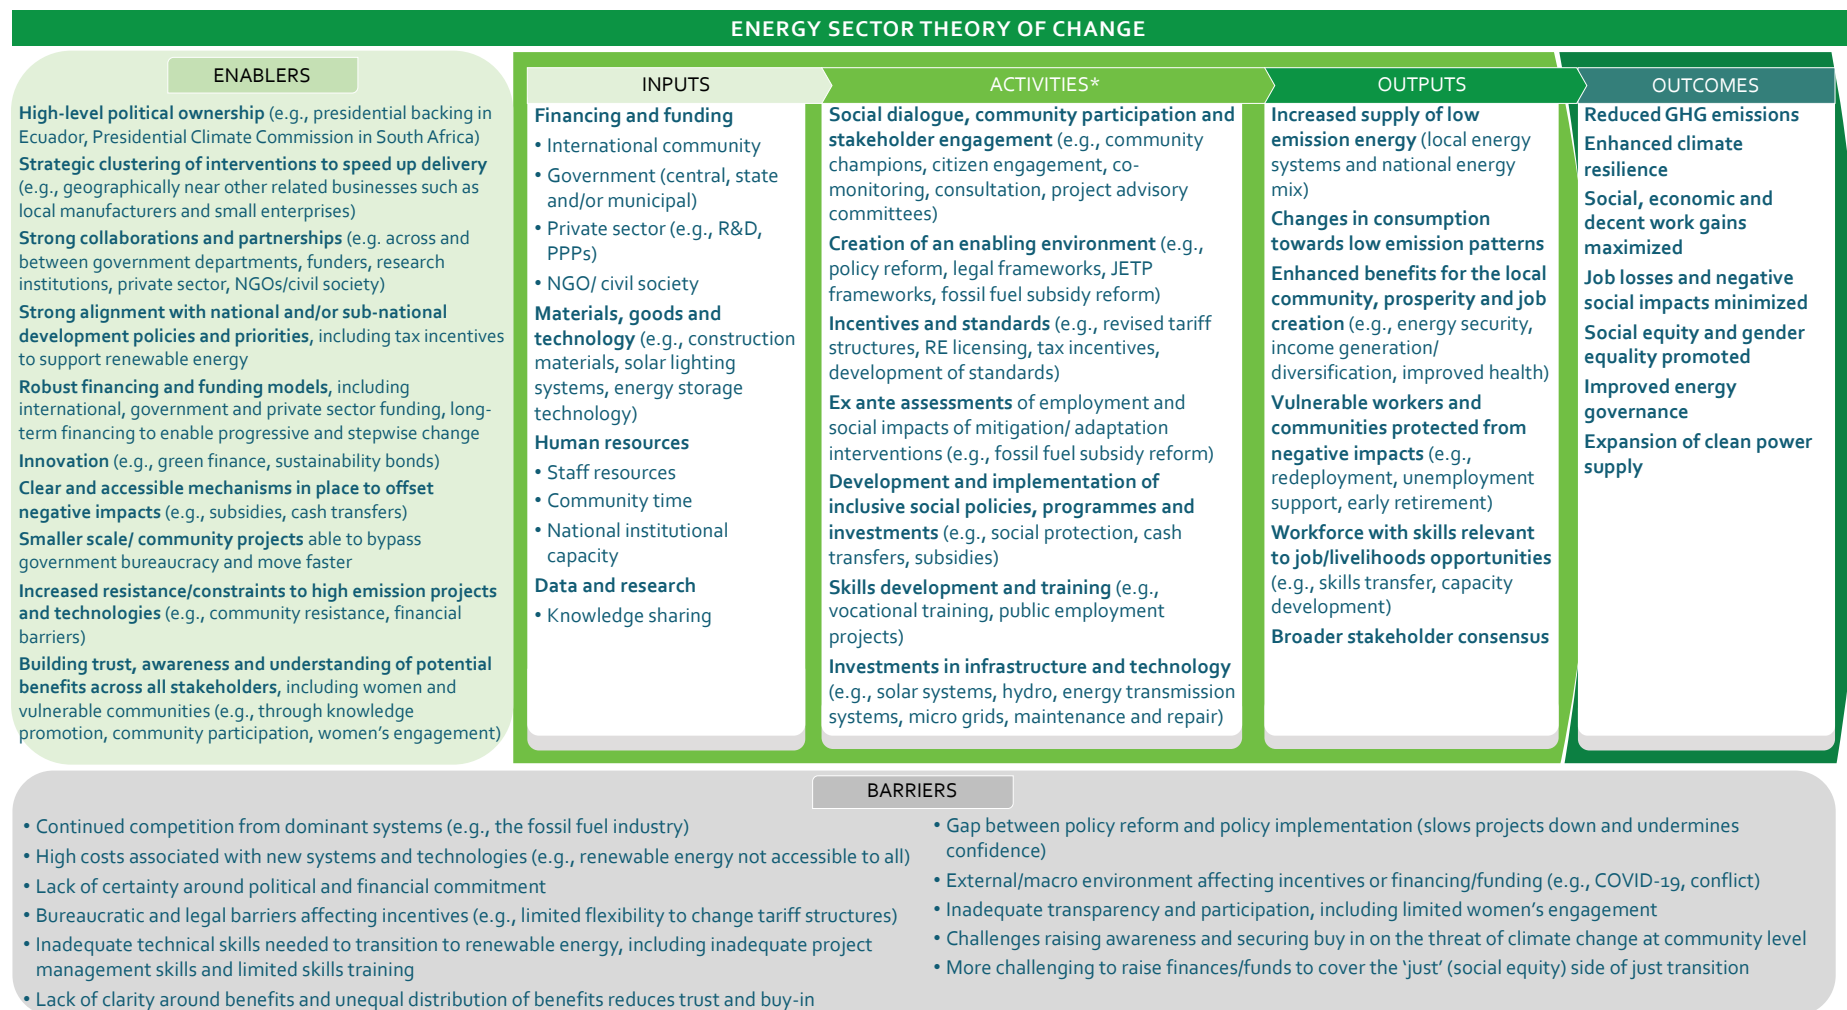 ENERGY SECTOR THEORY OF CHANGE
ENABLERS
High-level political ownership (e.g., presidential backing in
Ecuador, Presidential Climate Commission in South Africa)
Strategic clustering of interventions to speed up delivery
(e.g., geographically near other related businesses such as
local manufacturers and small enterprises)
Strong collaborations and partnerships (e.g. across and
between government departments, funders, research
institutions, private sector, NGOs/civil society)
Strong alignment with national and/or sub-national
development policies and priorities, including tax incentives
to support renewable energy
Robust financing and funding models, including
international, government and private sector funding, long-
term financing to enable progressive and stepwise change
Innovation (e.g., green finance, sustainability bonds)
Clear and accessible mechanisms in place to offset
negative impacts (e.g., subsidies, cash transfers)
Smaller scale/ community projects able to bypass
government bureaucracy and move faster
Increased resistance/constraints to high emission projects
and technologies (e.g., community resistance, financial
barriers)
Building trust, awareness and understanding of potential
benefits across all stakeholders, including women and
vulnerable communities (e.g., through knowledge
promotion, community participation, women's engagement)
INPUTS
Financing and funding
• International community
• Government (central, state
and/or municipal)
• Private sector (e.g., R&D,
PPPs)
• NGO/ civil society
Materials, goods and
technology (e.g., construction
materials, solar lighting
systems, energy storage
technology)
Human resources
• Staff resources
• Community time
• National institutional
capacity
Data and research
• Knowledge sharing
ACTIVITIES*
Social dialogue, community participation and
stakeholder engagement (e.g., community
champions, citizen engagement, co-
monitoring, consultation, project advisory
committees)
Creation of an enabling environment (e.g.,
policy reform, legal frameworks, JETP
frameworks, fossil fuel subsidy reform)
Incentives and standards (e.g., revised tariff
structures, RE licensing, tax incentives,
development of standards)
Ex ante assessments of employment and
social impacts of mitigation/ adaptation
interventions (e.g., fossil fuel subsidy reform)
Development and implementation of
inclusive social policies, programmes and
investments (e.g., social protection, cash
transfers, subsidies)
Skills development and training (e.g.,
vocational training, public employment
projects)
Investments in infrastructure and technology
(e.g., solar systems, hydro, energy transmission
systems, micro grids, maintenance and repair)
OUTPUTS
Increased supply of low
emission energy (local energy
systems and national energy
mix)
Changes in consumption
towards low emission patterns
Enhanced benefits for the local
community, prosperity and job
creation (e.g., energy security,
income generation/
diversification, improved health)
Vulnerable workers and
communities protected from
negative impacts (e.g.,
redeployment, unemployment
support, early retirement)
Workforce with skills relevant
to job/livelihoods opportunities
(e.g., skills transfer, capacity
development)
Broader stakeholder consensus
OUTCOMES
Reduced GHG emissions
Enhanced climate
resilience
Social, economic and
decent work gains
maximized
Job losses and negative
social impacts minimized
Social equity and gender
equality promoted
Improved energy
governance
Expansion of clean power
supply
BARRIERS
• Continued competition from dominant systems (e.g., the fossil fuel industry)
• High costs associated with new systems and technologies (e.g., renewable energy not accessible to all)
• Lack of certainty around political and financial commitment
• Bureaucratic and legal barriers affecting incentives (e.g., limited flexibility to change tariff structures)
• Inadequate technical skills needed to transition to renewable energy, including inadequate project
management skills and limited skills training
• Lack of clarity around benefits and unequal distribution of benefits reduces trust and buy-in
• Gap between policy reform and policy implementation (slows projects down and undermines
confidence)
• External/macro environment affecting incentives or financing/funding (e.g., COVID-19, conflict)
• Inadequate transparency and participation, including limited women's engagement
• Challenges raising awareness and securing buy in on the threat of climate change at community level
• More challenging to raise finances/funds to cover the 'just' (social equity) side of just transition